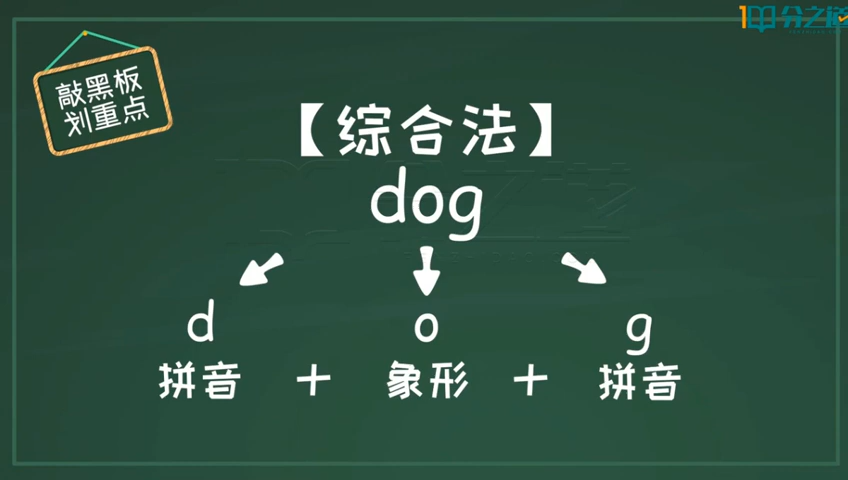 敲黑板
划重点
【综合法】
dog
d o g
拼音 + 象形 + 拼音